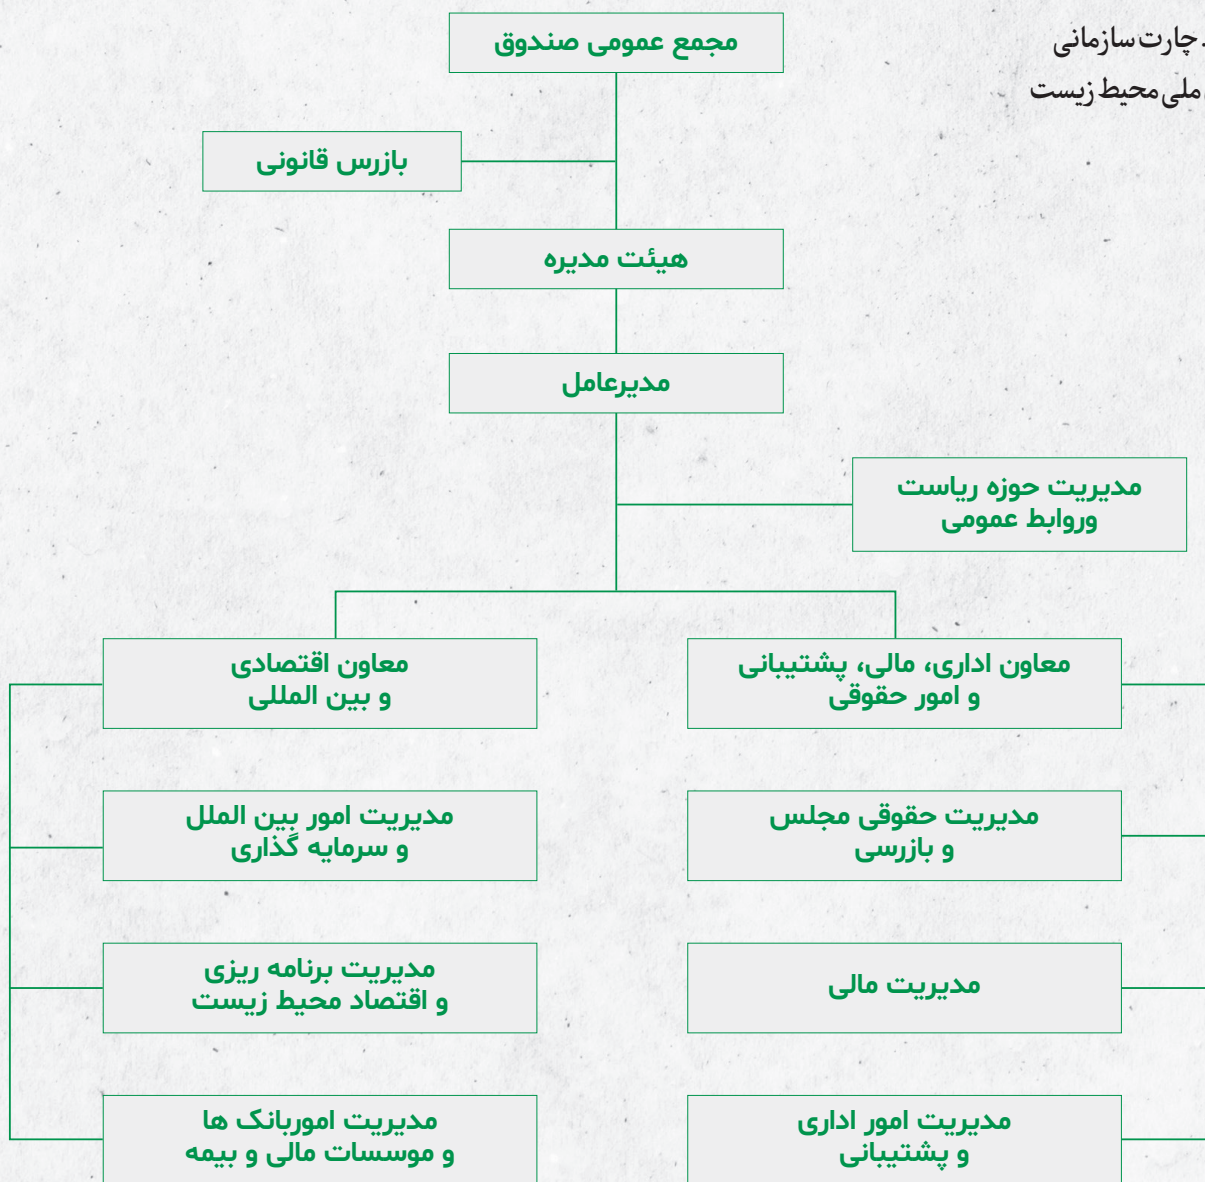 چارت سازمانی
ملی محیط زیست
مجمع عمومی صندوق
بازرس قانونی
هیئت مدیره
مدیرعامل
مدیریت حوزه ریاست
وروابط عمومی
معاون اداری، مالی، پشتیبانی
و امور حقوقی
معاون اقتصادی
و بین المللی
مدیریت حقوقی مجلس
و بازرسی
مدیریت امور بین الملل
و سرمایه گذاری
مدیریت مالی
مدیریت برنامه ریزی
و اقتصاد محیط زیست
مدیریت امور اداری
و پشتیبانی
مدیریت اموربانک ها
و موسسات مالی و بیمه